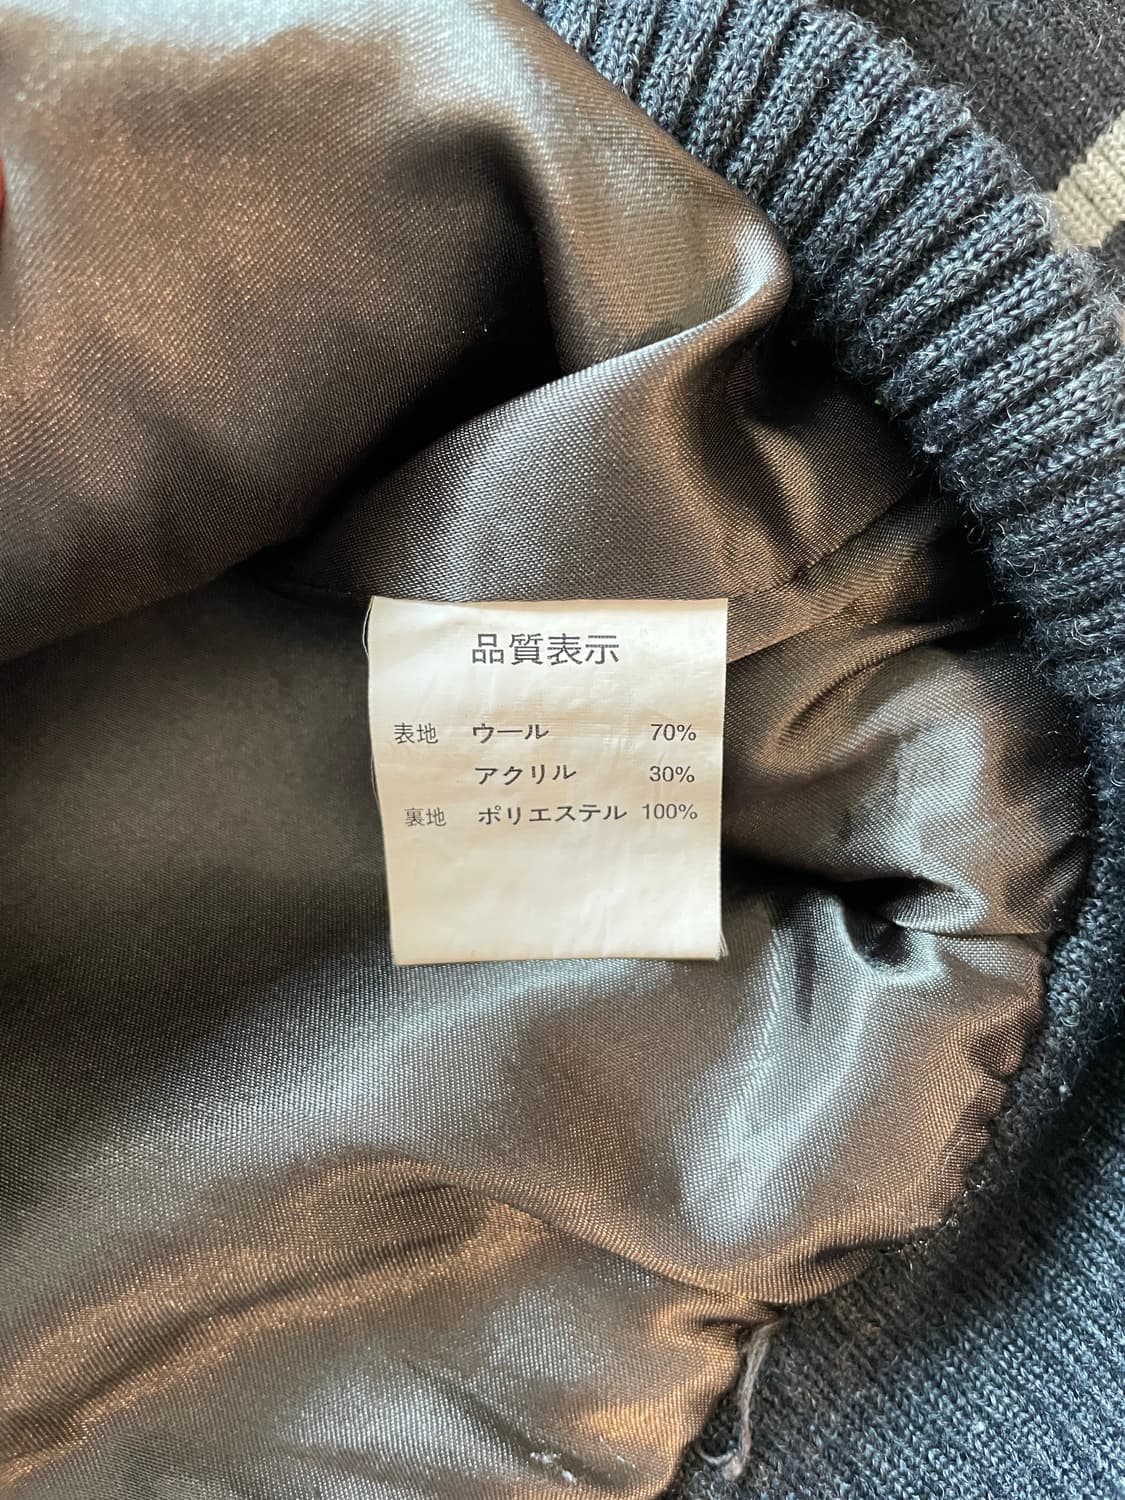 品質表示
表地 ウール 70%
アクリル 30%
裏地 ポリエステル 100%